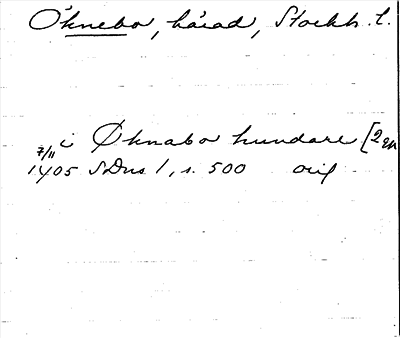 Öknebo, härad, Stockh. l.
i Øknabo hundare [2 gr
7/11
1405 SDns 1, s. 500 orig